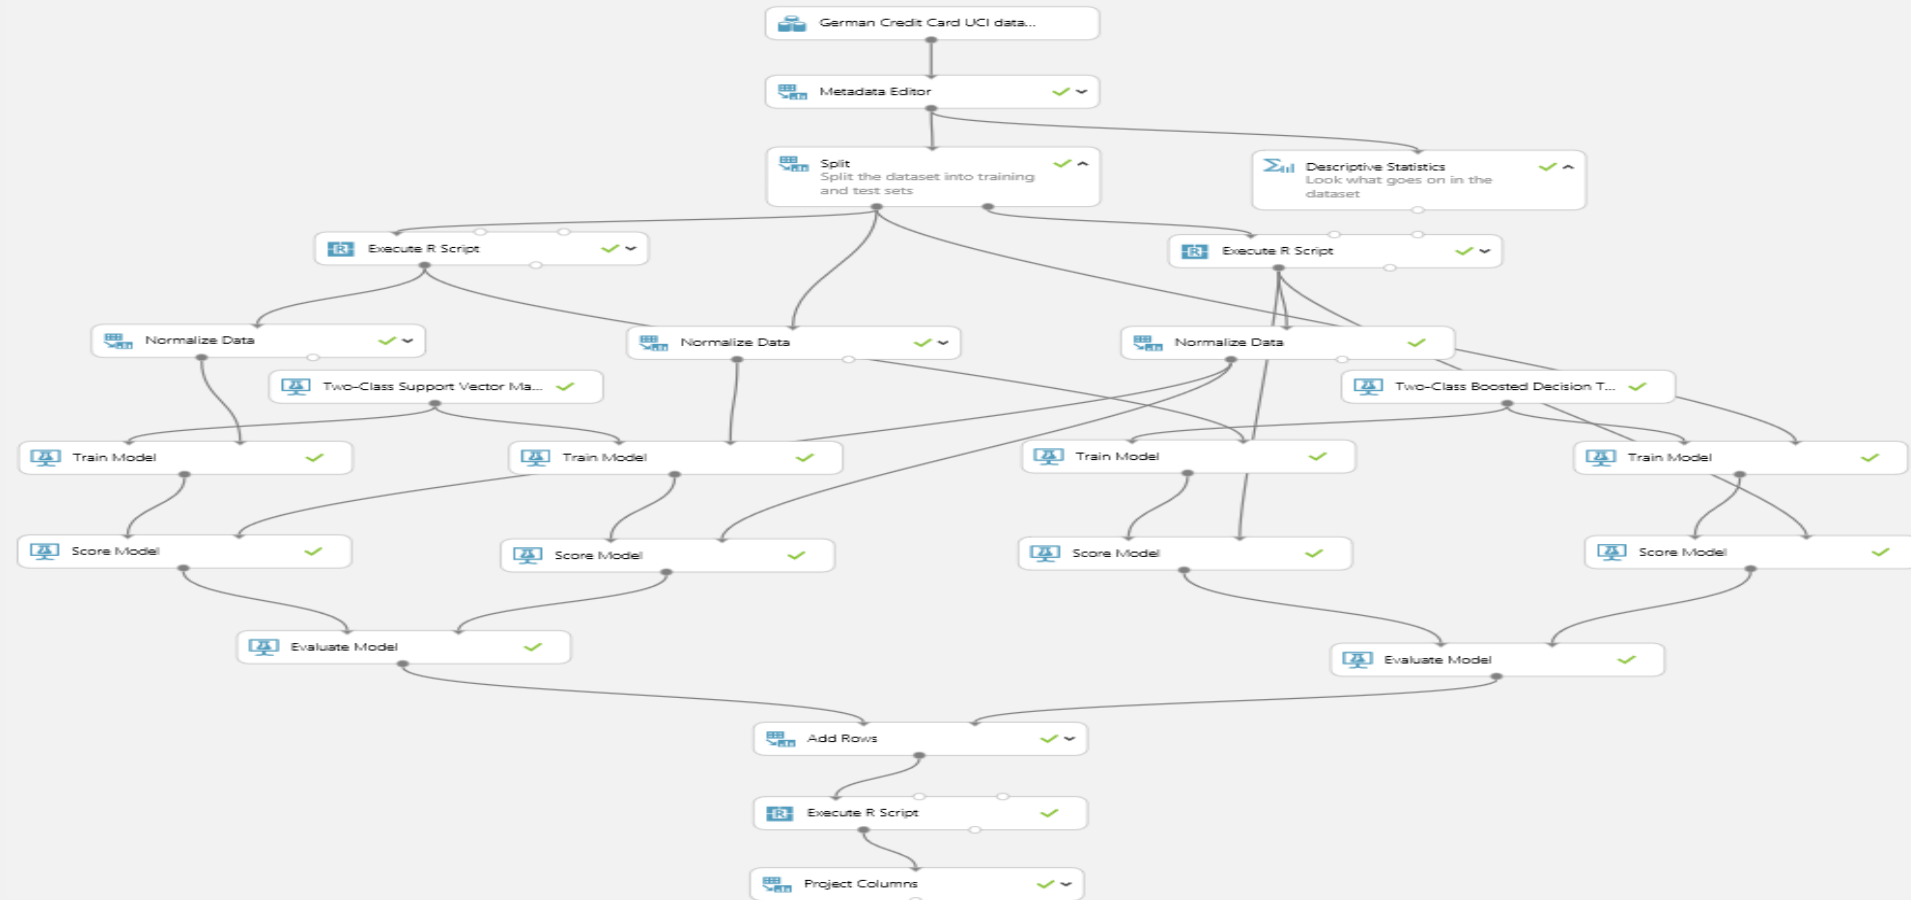 German Credit Card UCI data...
Metadata Editor
Split
Split the dataset into training
and test sets
Descriptive Statistics
Look what goes on in the
dataset
Execute R Script
Execute R Script
Normalize Data
Normalize Data
Normalize Data
Two-Class Support Vector Ma...
Two-Class Boosted Decision T...
Train Model
Train Model
Train Model
Train Model
Score Model
Score Model
Score Model
Score Model
Evaluate Model
Evaluate Model
Add Rows
Execute R Script
Project Columns